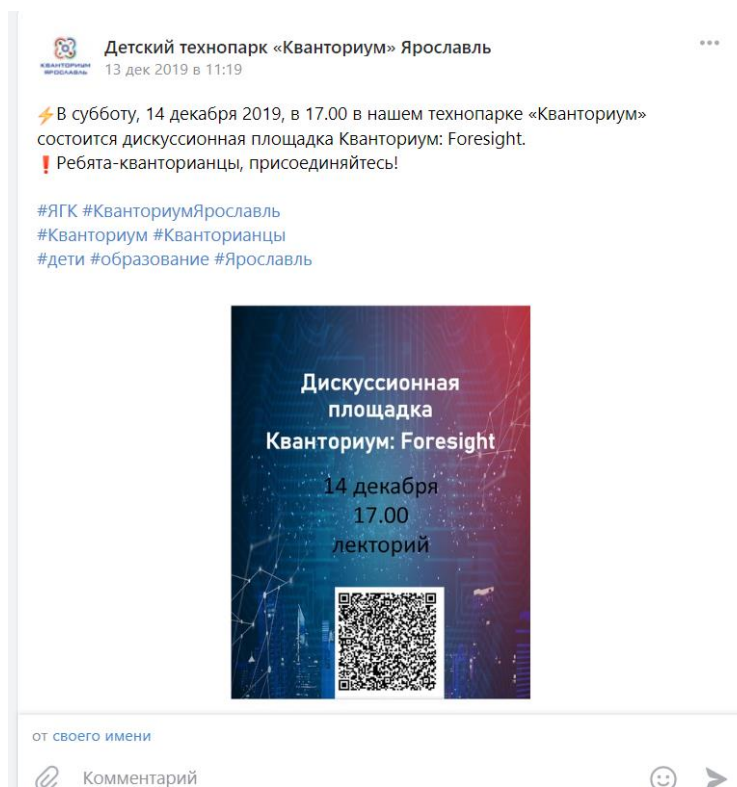 КВАНТОРИУМ
ЯРОСЛАВЛЬ
Детский технопарк «Кванториум» Ярославль
13 дек 2019 в 11:19
⚡В субботу, 14 декабря 2019, в 17.00 в нашем технопарке «Кванториум»
состоится дискуссионная площадка Кванториум: Foresight.
❗Ребята-кванторианцы, присоединяйтесь!
#ЯГК #КванториумЯрославль
#Кванториум #Кванторианцы
#дети #образование #Ярославль
Дискуссионная
площадка
Кванториум: Foresight
14 декабря
17.00
лекторий
от своего имени
Комментарий